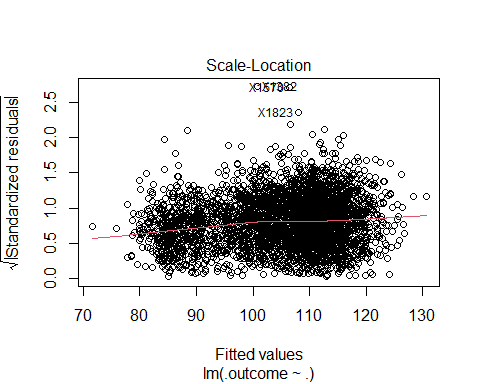 Scale-Location
X1382
X1823
√|Standardized residuals|
0.0 0.5 1.0 1.5 2.0 2.5
70 80 90 100 110 120 130
Fitted values
lm(.outcome ~ .)